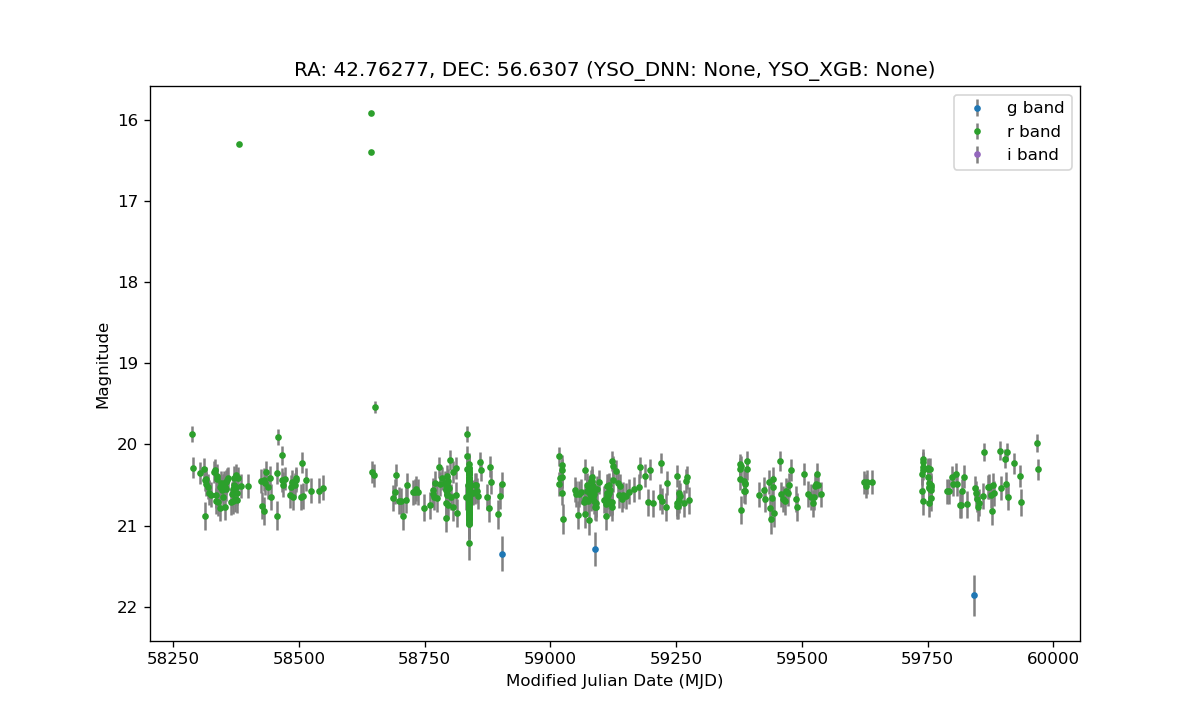 RA: 42.76277, DEC: 56.6307 (YSO_DNN: None, YSO_XGB: None)
g band
r band
i band
16
17
18
19
20
21
22
Magnitude
58250 58500 58750 59000 59250 59500 59750 60000
Modified Julian Date (MJD)